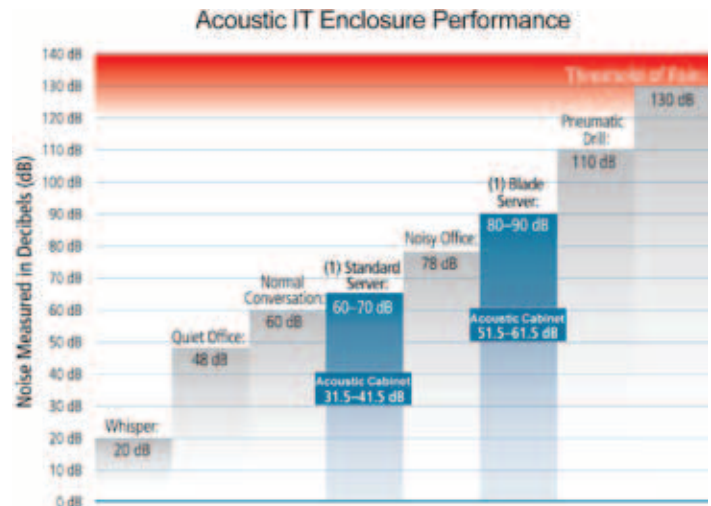 Acoustic IT Enclosure Performance
Noise Measured in Decibels (dB)
140 dB
130 dB
120 dB
110 dB
100 dB
90 dB
80 dB
70 dB
60 dB
50 dB
40 dB
30 dB
20 dB
10 dB
0 dB
Whisper:
20 dB
Quiet Office:
48 dB
Normal
Conversation:
60 dB
(1) Standard
Server:
60–70 dB
Acoustic Cabinet
31.5–41.5 dB
Noisy Office:
78 dB
(1) Blade
Server:
80–90 dB
Acoustic Cabinet
51.5–61.5 dB
Pneumatic
Drill:
110 dB
Threshold of Pain:
130 dB